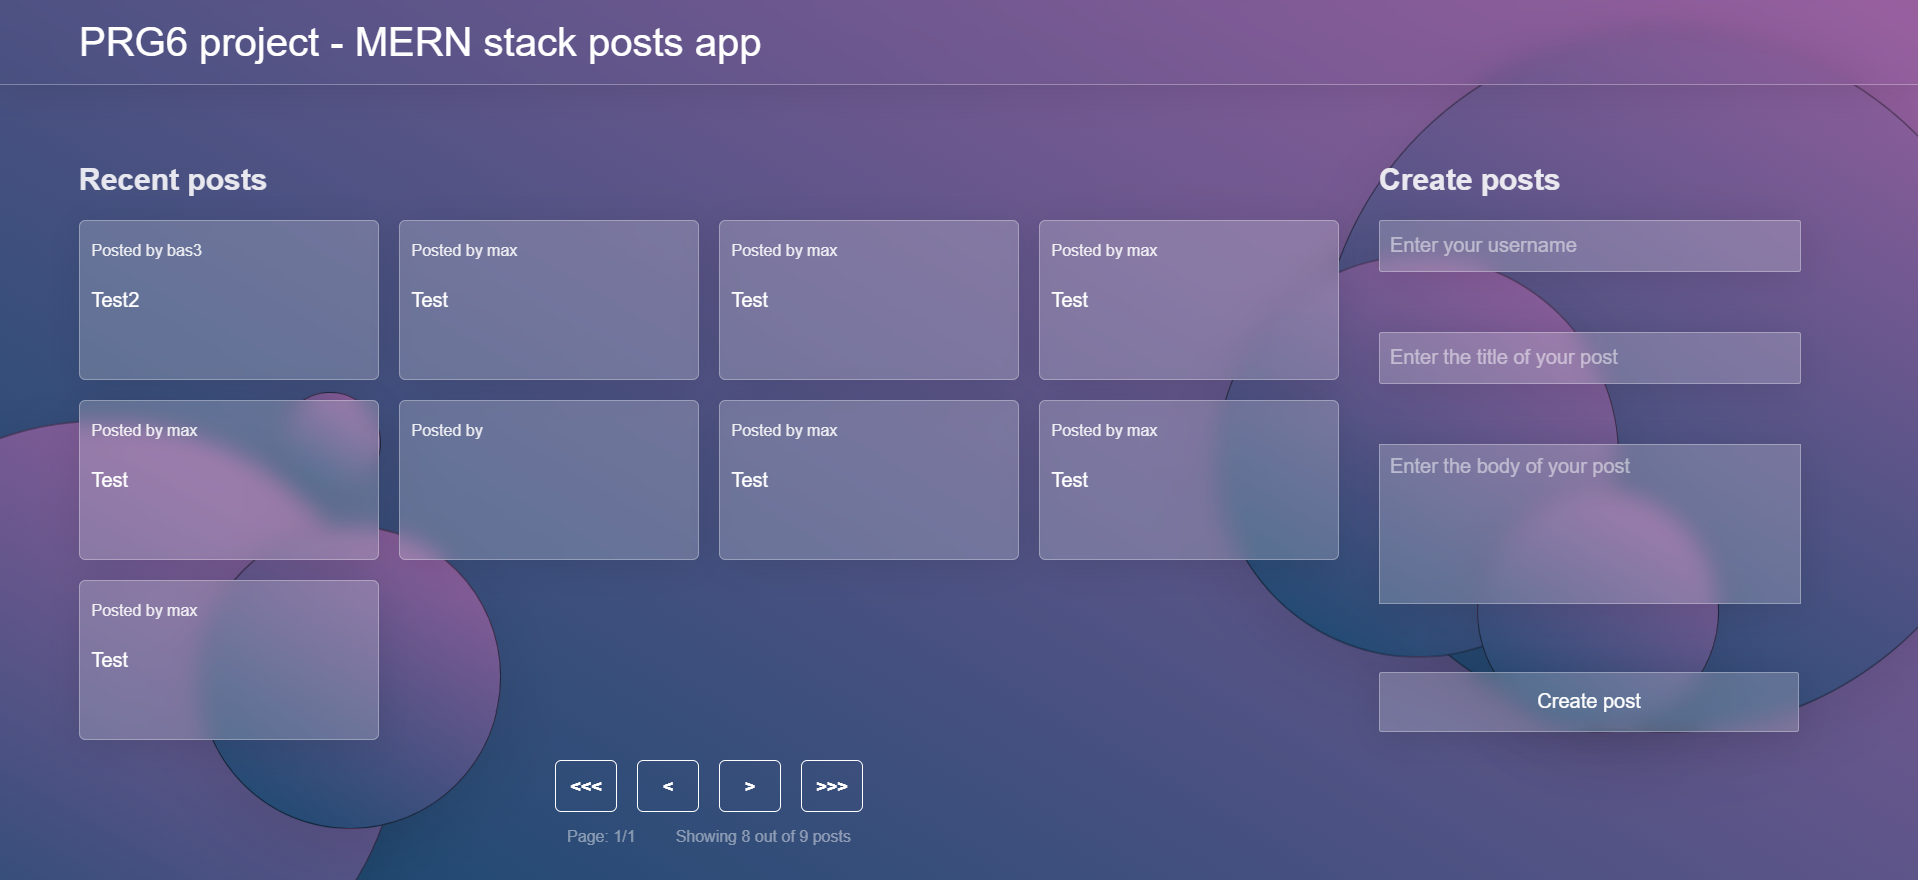 PRG6 project - MERN stack posts app
Recent posts
Posted by bas3
Test2
Posted by max
Test
Posted by max
Test
Posted by max
Test
Posted by max
Test
Posted by
Posted by max
Test
Posted by max
Test
Posted by max
Test
<<<
<
>
>>>
Page: 1/1
Showing 8 out of 9 posts
Create posts
Enter your username
Enter the title of your post
Enter the body of your post
Create post